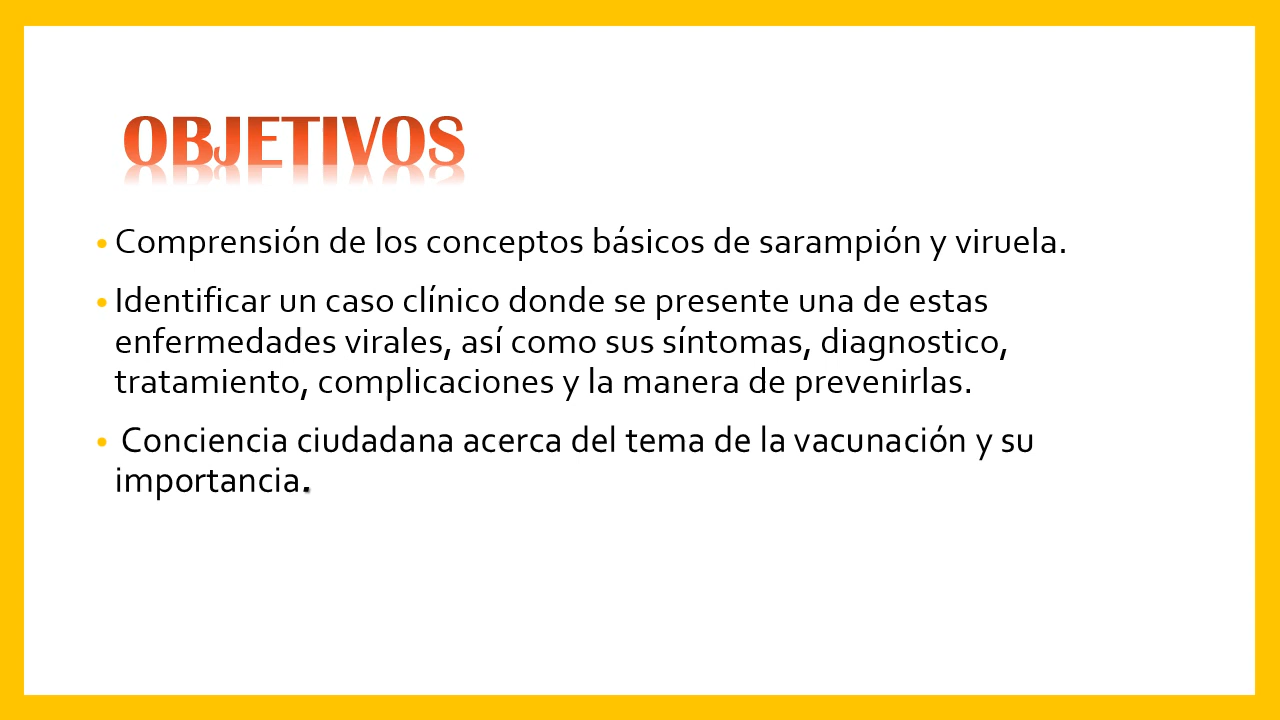 OBJETIVOS
• Comprensión de los conceptos básicos de sarampión y viruela.
• Identificar un caso clínico donde se presente una de estas
enfermedades virales, así como sus síntomas, diagnostico,
tratamiento, complicaciones y la manera de prevenirlas.
• Conciencia ciudadana acerca del tema de la vacunación y su
importancia.